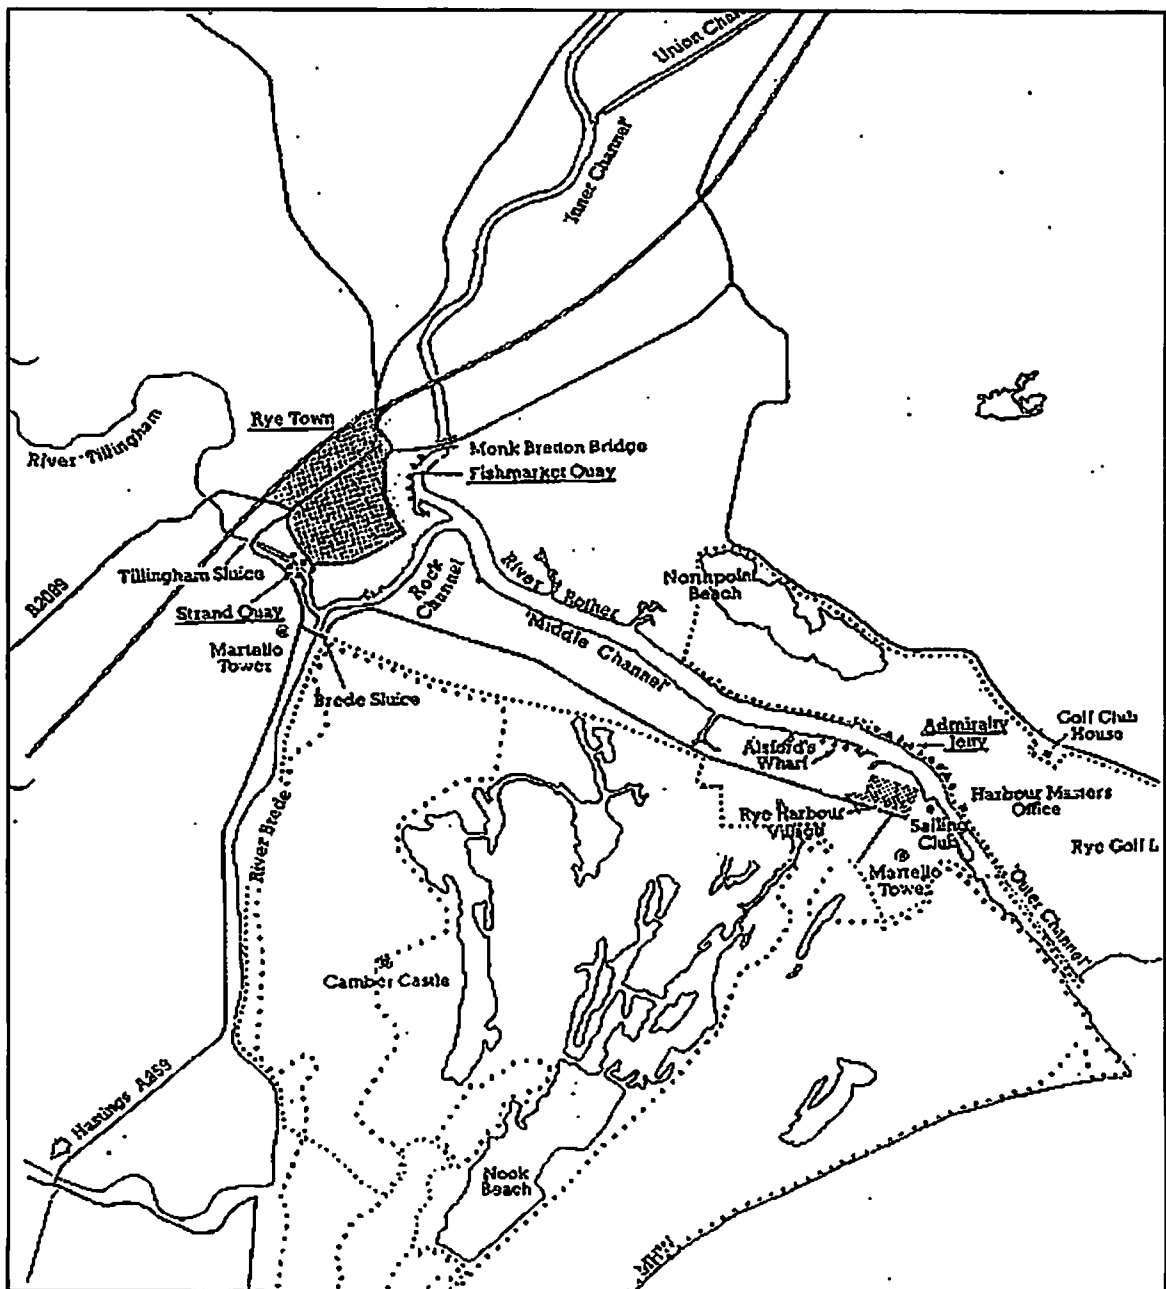 Union Chan
Inner Channel
Rye Town
River Tillingham
Monk Bretton Bridge
Fishmarket Quay
Tillingham Sluice
B2089
Rock
Channel
River Rother
Northpoint
Beach
Strand Quay
Martello
Tower
Middle Channel
Brede Sluice
Admiralty
Jetty
Golf Club
House
Alsford's
Wharf
Harbour Masters
Office
Rye Harbour
Village
Sailing
Club
Rye Golf L
River Brede
Martello
Tower
Outer Channel
Camber Castle
Hastings A259
Nook
Beach
MHW